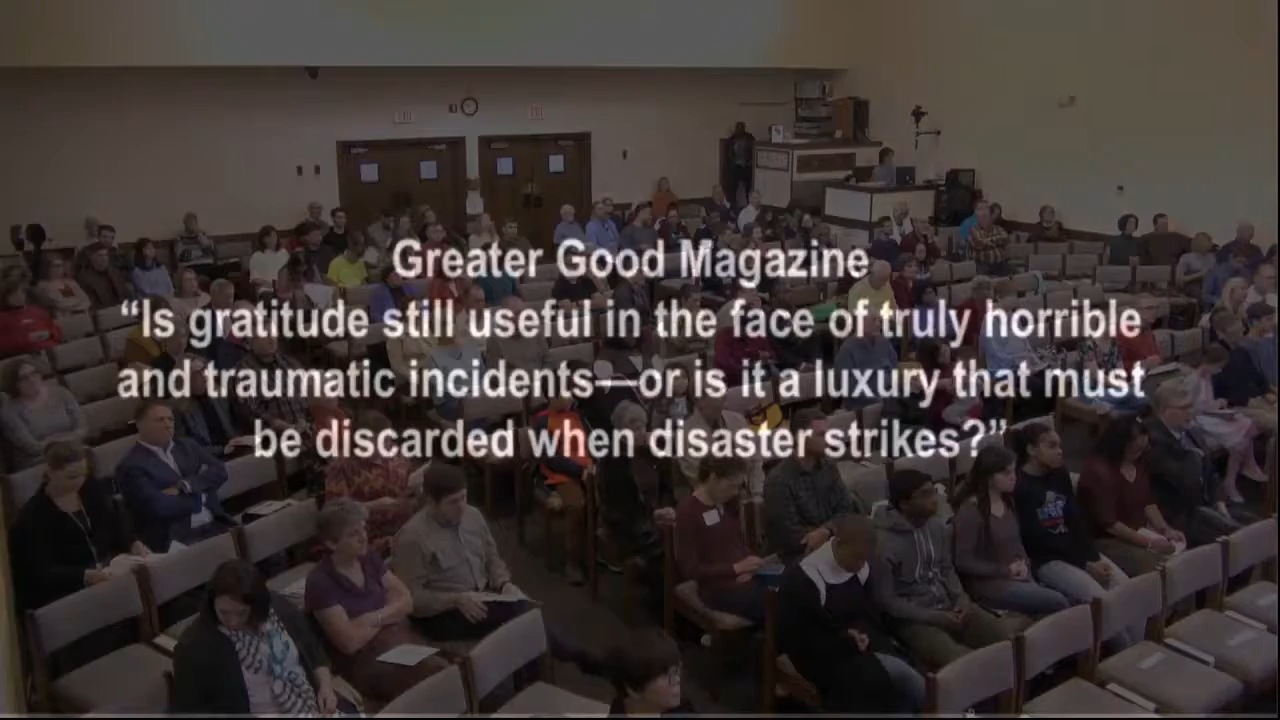 Greater Good Magazine
“Is gratitude still useful in the face of truly horrible
and traumatic incidents—or is it a luxury that must
be discarded when disaster strikes?”